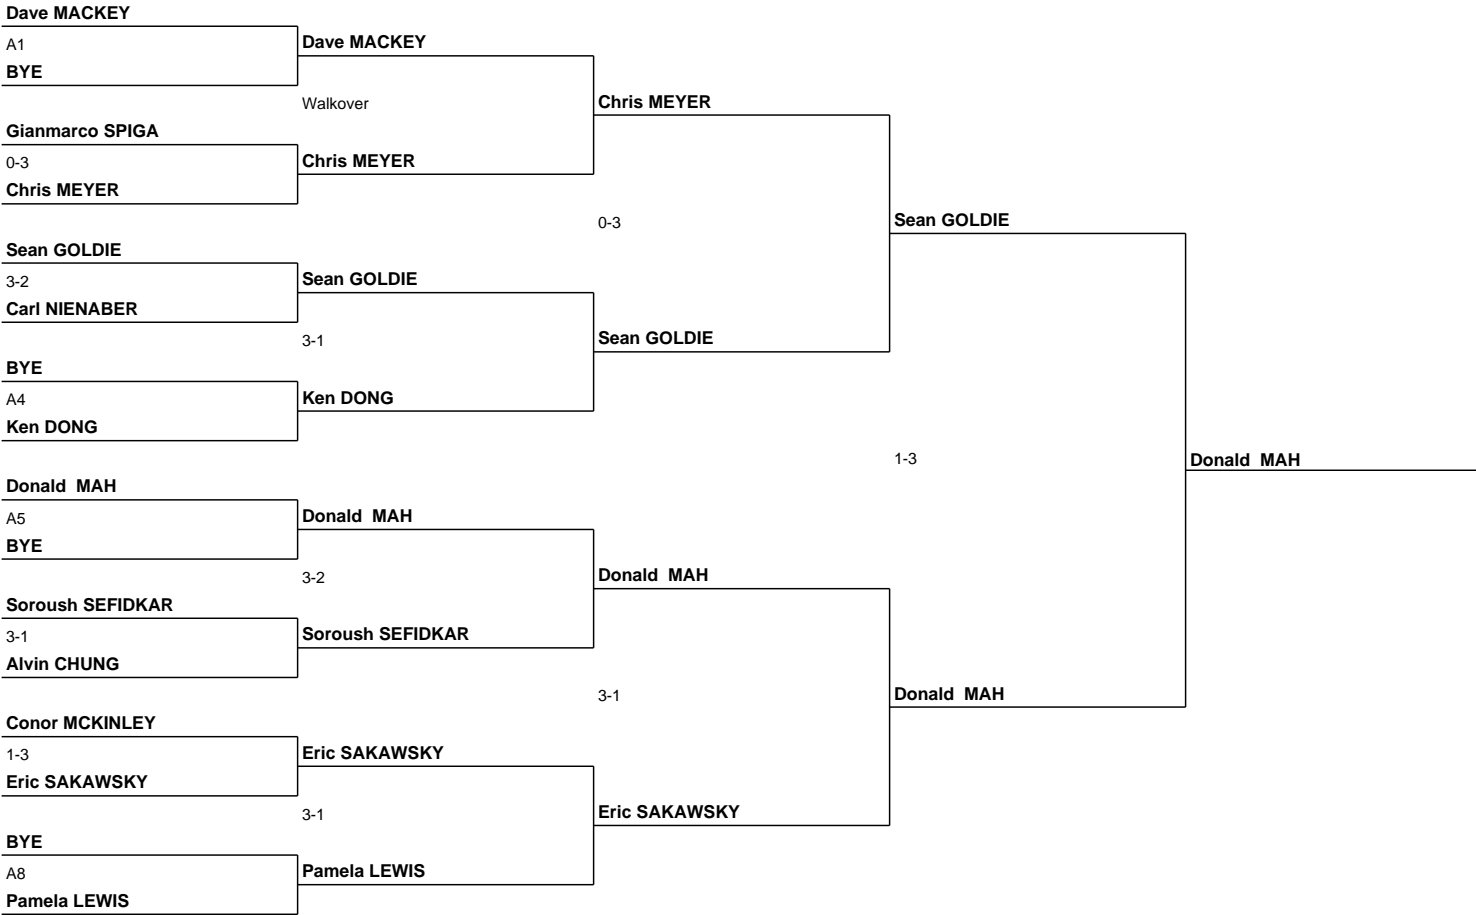 Dave MACKEY
A1
BYE
Gianmarco SPIGA
0-3
Chris MEYER
Sean GOLDIE
3-2
Carl NIENABER
BYE
A4
Ken DONG
Donald  MAH
A5
BYE
Soroush SEFIDKAR
3-1
Alvin CHUNG
Conor MCKINLEY
1-3
Eric SAKAWSKY
BYE
A8
Pamela LEWIS
Dave MACKEY
Walkover
Chris MEYER
Sean GOLDIE
3-1
Ken DONG
Donald  MAH
3-2
Soroush SEFIDKAR
Eric SAKAWSKY
3-1
Pamela LEWIS
Chris MEYER
0-3
Sean GOLDIE
Donald  MAH
3-1
Eric SAKAWSKY
Sean GOLDIE
1-3
Donald  MAH
Donald  MAH